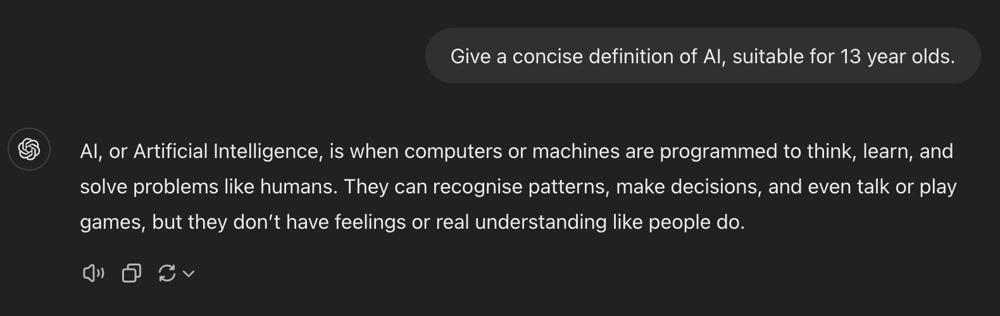 Give a concise definition of AI, suitable for 13 year olds.
AI, or Artificial Intelligence, is when computers or machines are programmed to think, learn, and
solve problems like humans. They can recognise patterns, make decisions, and even talk or play
games, but they don’t have feelings or real understanding like people do.